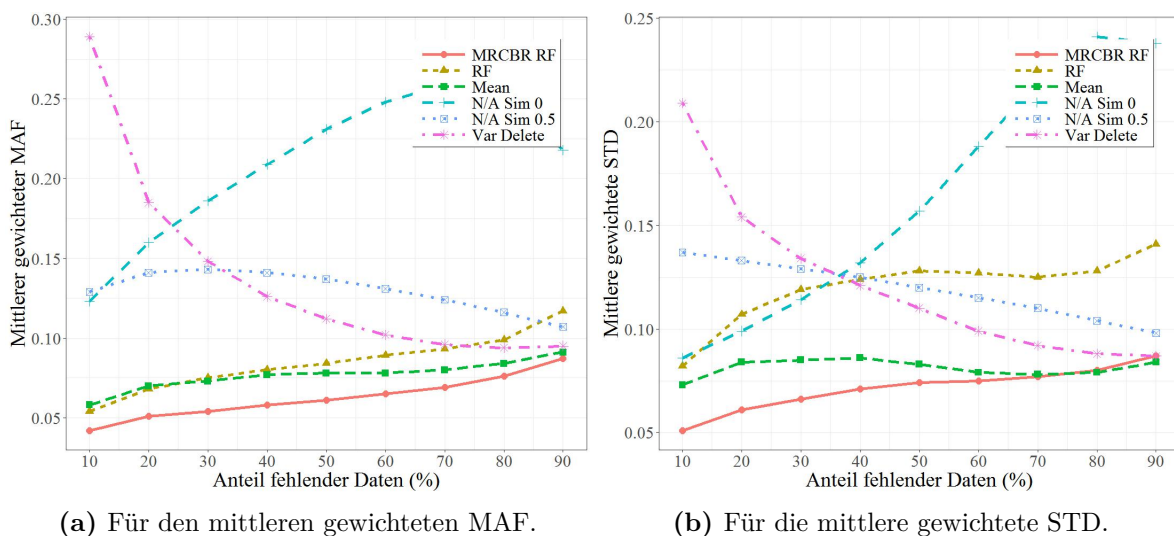 0.30
0.25
0.20
0.15
0.10
0.05
Mittlerer gewichteter MAF
MRCBR RF
RF
Mean
N/A Sim 0
N/A Sim 0.5
Var Delete
10 20 30 40 50 60 70 80 90
Anteil fehlender Daten (%)
(a) Für den mittleren gewichteten MAF.
0.25
0.20
0.15
0.10
0.05
Mittlere gewichtete STD
MRCBR RF
RF
Mean
N/A Sim 0
N/A Sim 0.5
Var Delete
10 20 30 40 50 60 70 80 90
Anteil fehlender Daten (%)
(b) Für die mittlere gewichtete STD.